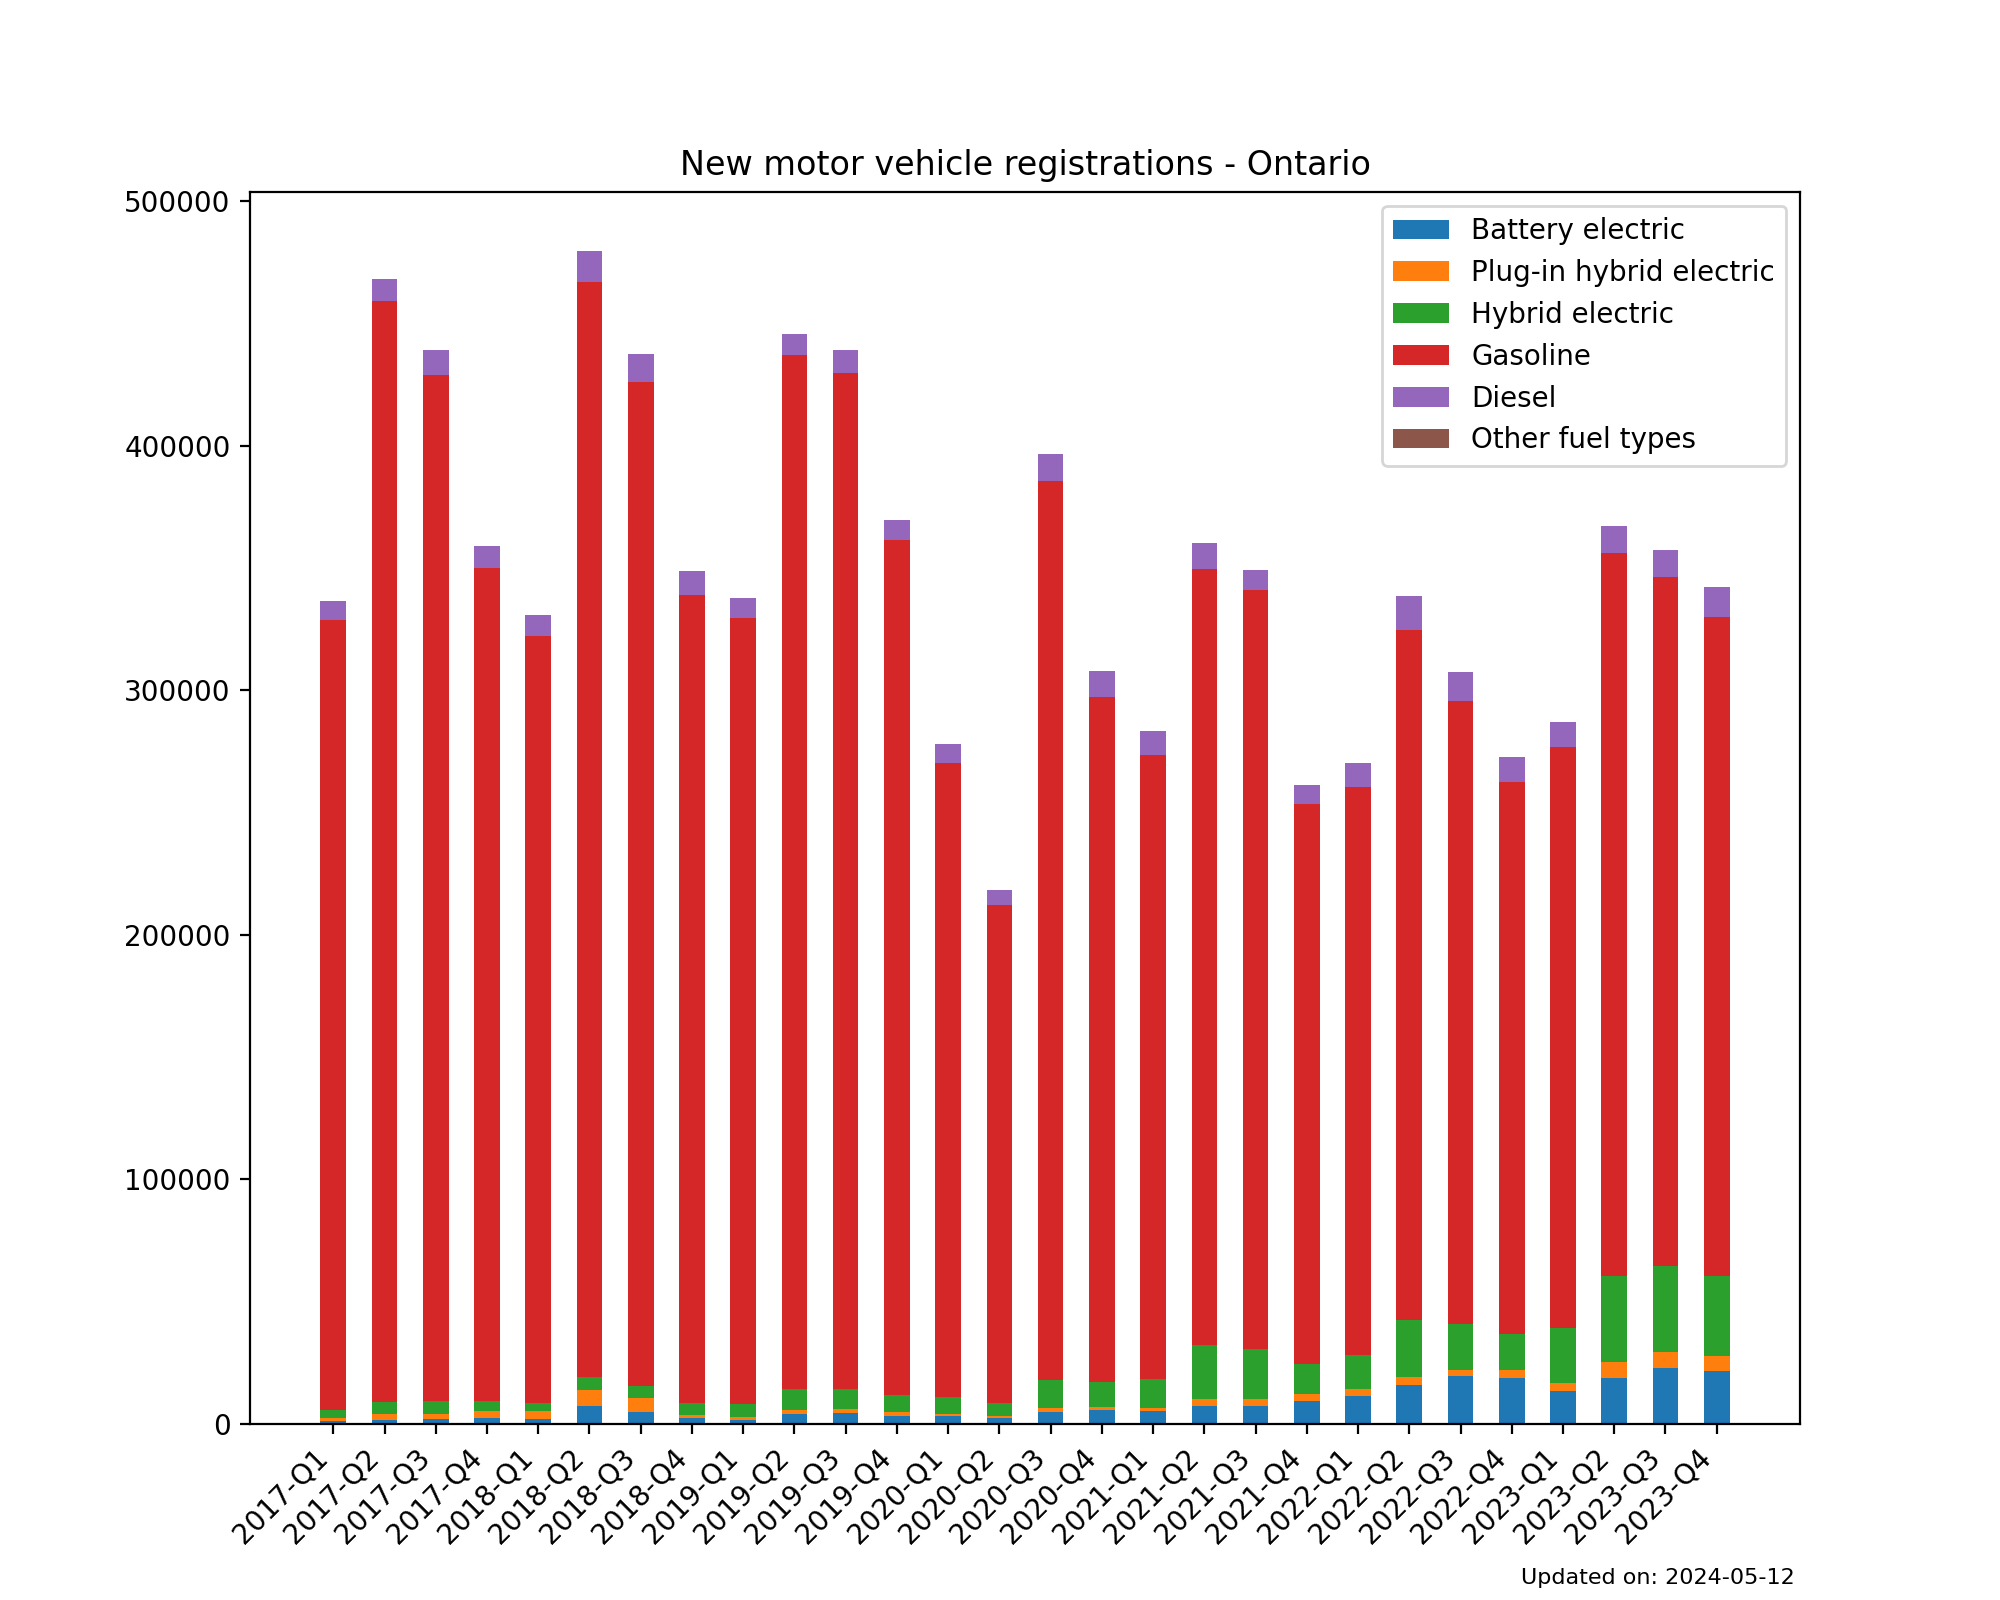 New motor vehicle registrations - Ontario
500000
400000
300000
200000
100000
0
Battery electric
Plug-in hybrid electric
Hybrid electric
Gasoline
Diesel
Other fuel types
2017-Q1
2017-Q2
2017-Q3
2017-Q4
2018-Q1
2018-Q2
2018-Q3
2018-Q4
2019-Q1
2019-Q2
2019-Q3
2019-Q4
2020-Q1
2020-Q2
2020-Q3
2020-Q4
2021-Q1
2021-Q2
2021-Q3
2021-Q4
2022-Q1
2022-Q2
2022-Q3
2022-Q4
2023-Q1
2023-Q2
2023-Q3
2023-Q4
Updated on: 2024-05-12